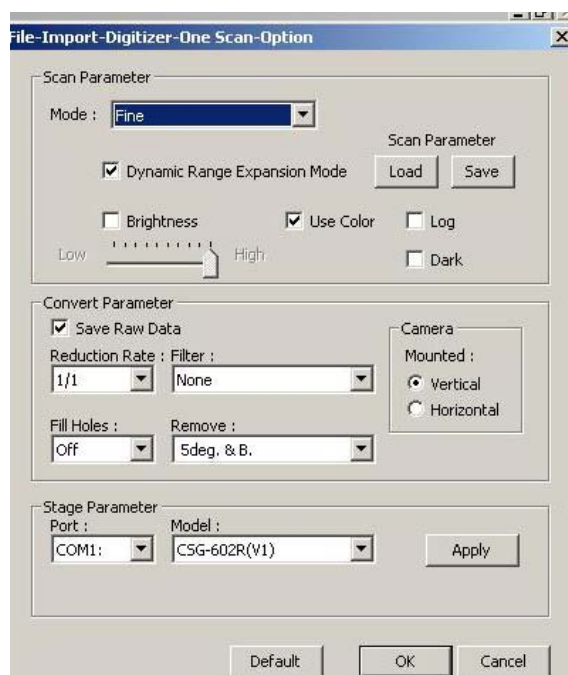 File-Import-Digitizer-One Scan-Option
Scan Parameter
Mode : Fine
Scan Parameter
Dynamic Range Expansion Mode Load Save
Brightness Use Color Log
Low High Dark
Convert Parameter
Save Raw Data Camera
Reduction Rate : Filter : Mounted :
1/1 None Vertical
Horizontal
Fill Holes : Remove :
Off 5deg. & B.
Stage Parameter
Port : Model :
COM1: CSG-602R(V1) Apply
Default OK Cancel